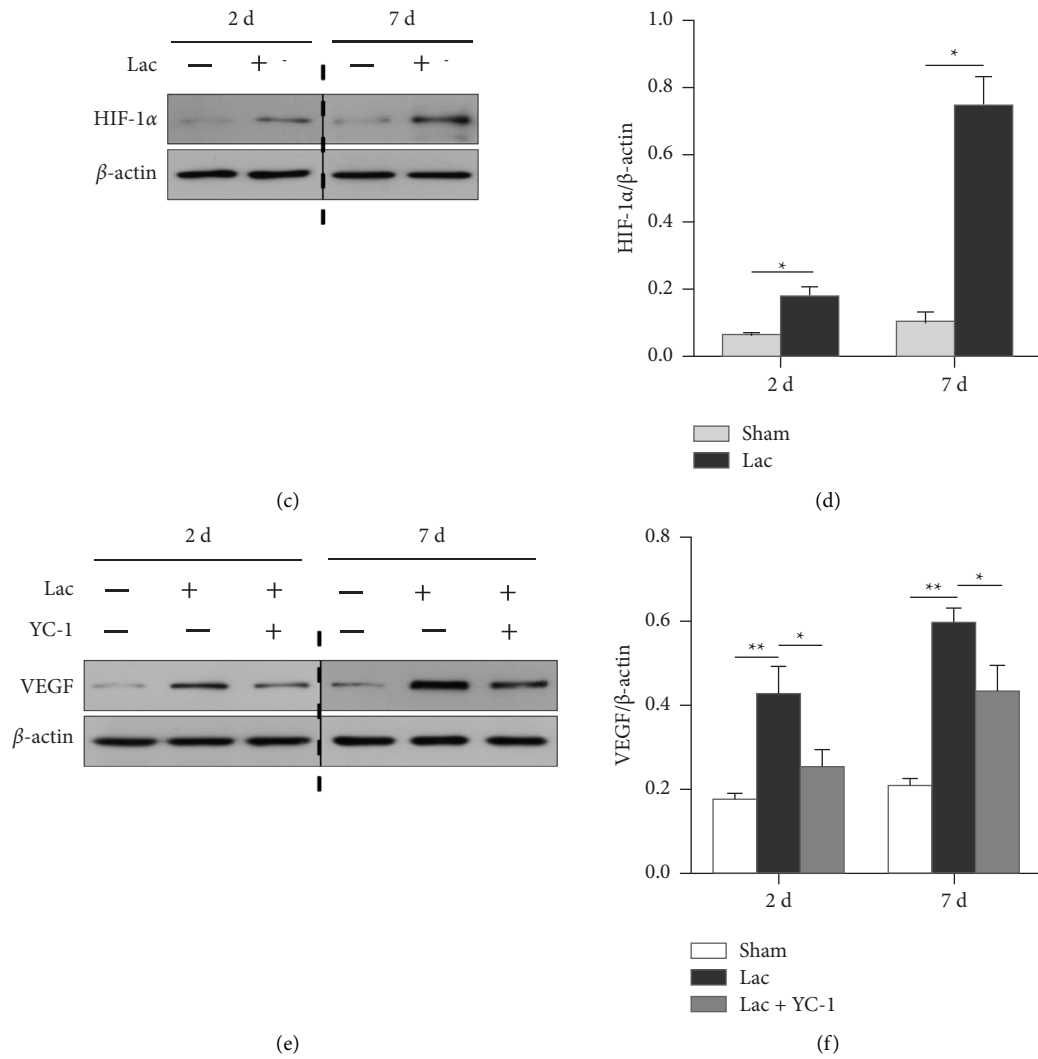 2 d 7 d
Lac — + - — + -
HIF-1α
β-actin
(c)
1.0
0.8
0.6
0.4
0.2
0.0
HIF-1α/β-actin
*
*
2 d 7 d
Sham
Lac
(d)
2 d 7 d
Lac — + + — + +
YC-1 — — + — — +
VEGF
β-actin
(e)
0.8
0.6
0.4
0.2
0.0
VEGF/β-actin
** *
** *
2 d 7 d
Sham
Lac
Lac + YC-1
(f)